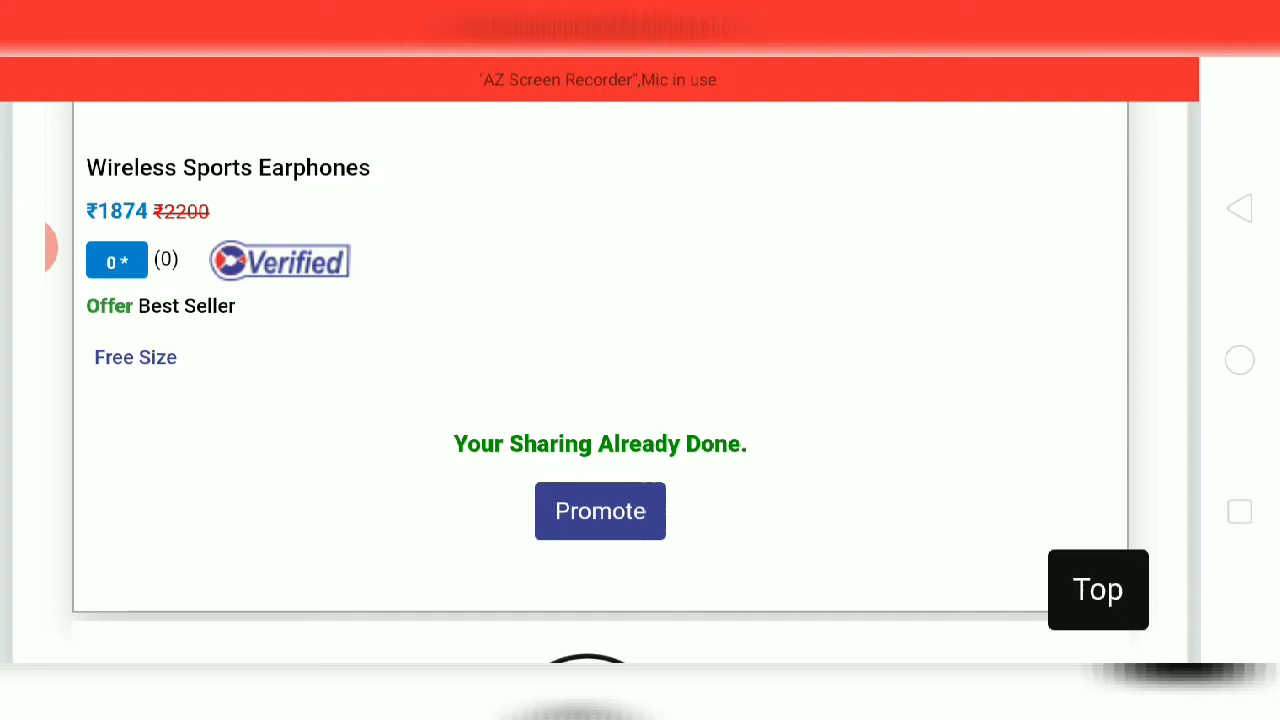 "AZ Screen Recorder",Mic in use
Wireless Sports Earphones
₹1874 ₹2200
0 * (0) Verified
Offer Best Seller
Free Size
Your Sharing Already Done.
Promote
Top